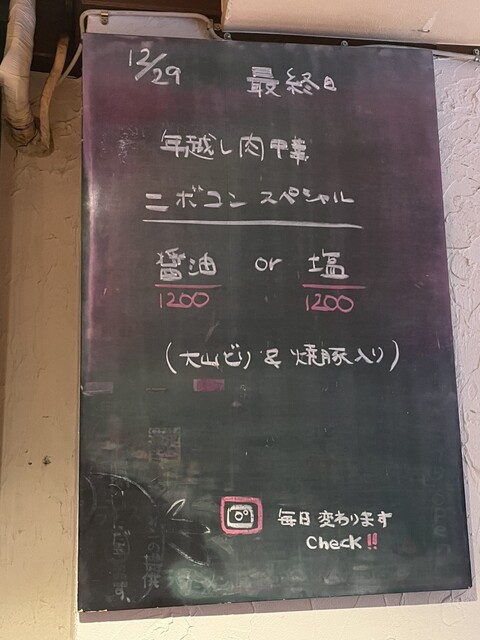 12/29
最終日
年越し肉中華
ニボコン スペシャル
醤油 or 塩
1200 1200
(大山どり & 焼豚入り)
毎日変わります
Check!!